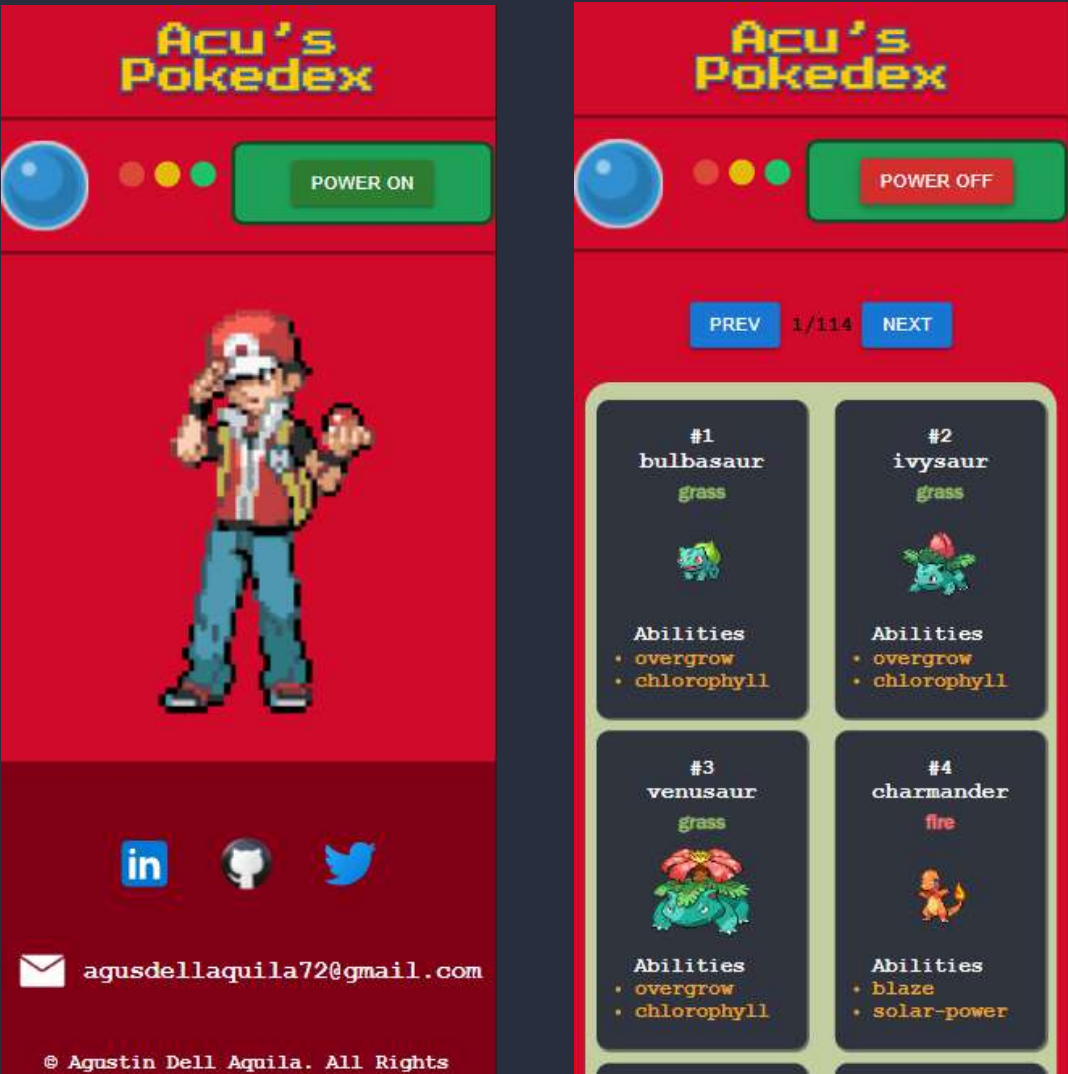 Acu's
Pokedex
POWER ON
in
agusdellaquila72@gmail.com
© Agustin Dell Aquila. All Rights
Acu's
Pokedex
POWER OFF
PREV 1/114 NEXT
#1
bulbasaur
grass
Abilities
• overgrow
• chlorophyll
#2
ivysaur
grass
Abilities
• overgrow
• chlorophyll
#3
venusaur
grass
Abilities
• overgrow
• chlorophyll
#4
charmander
fire
Abilities
• blaze
• solar-power